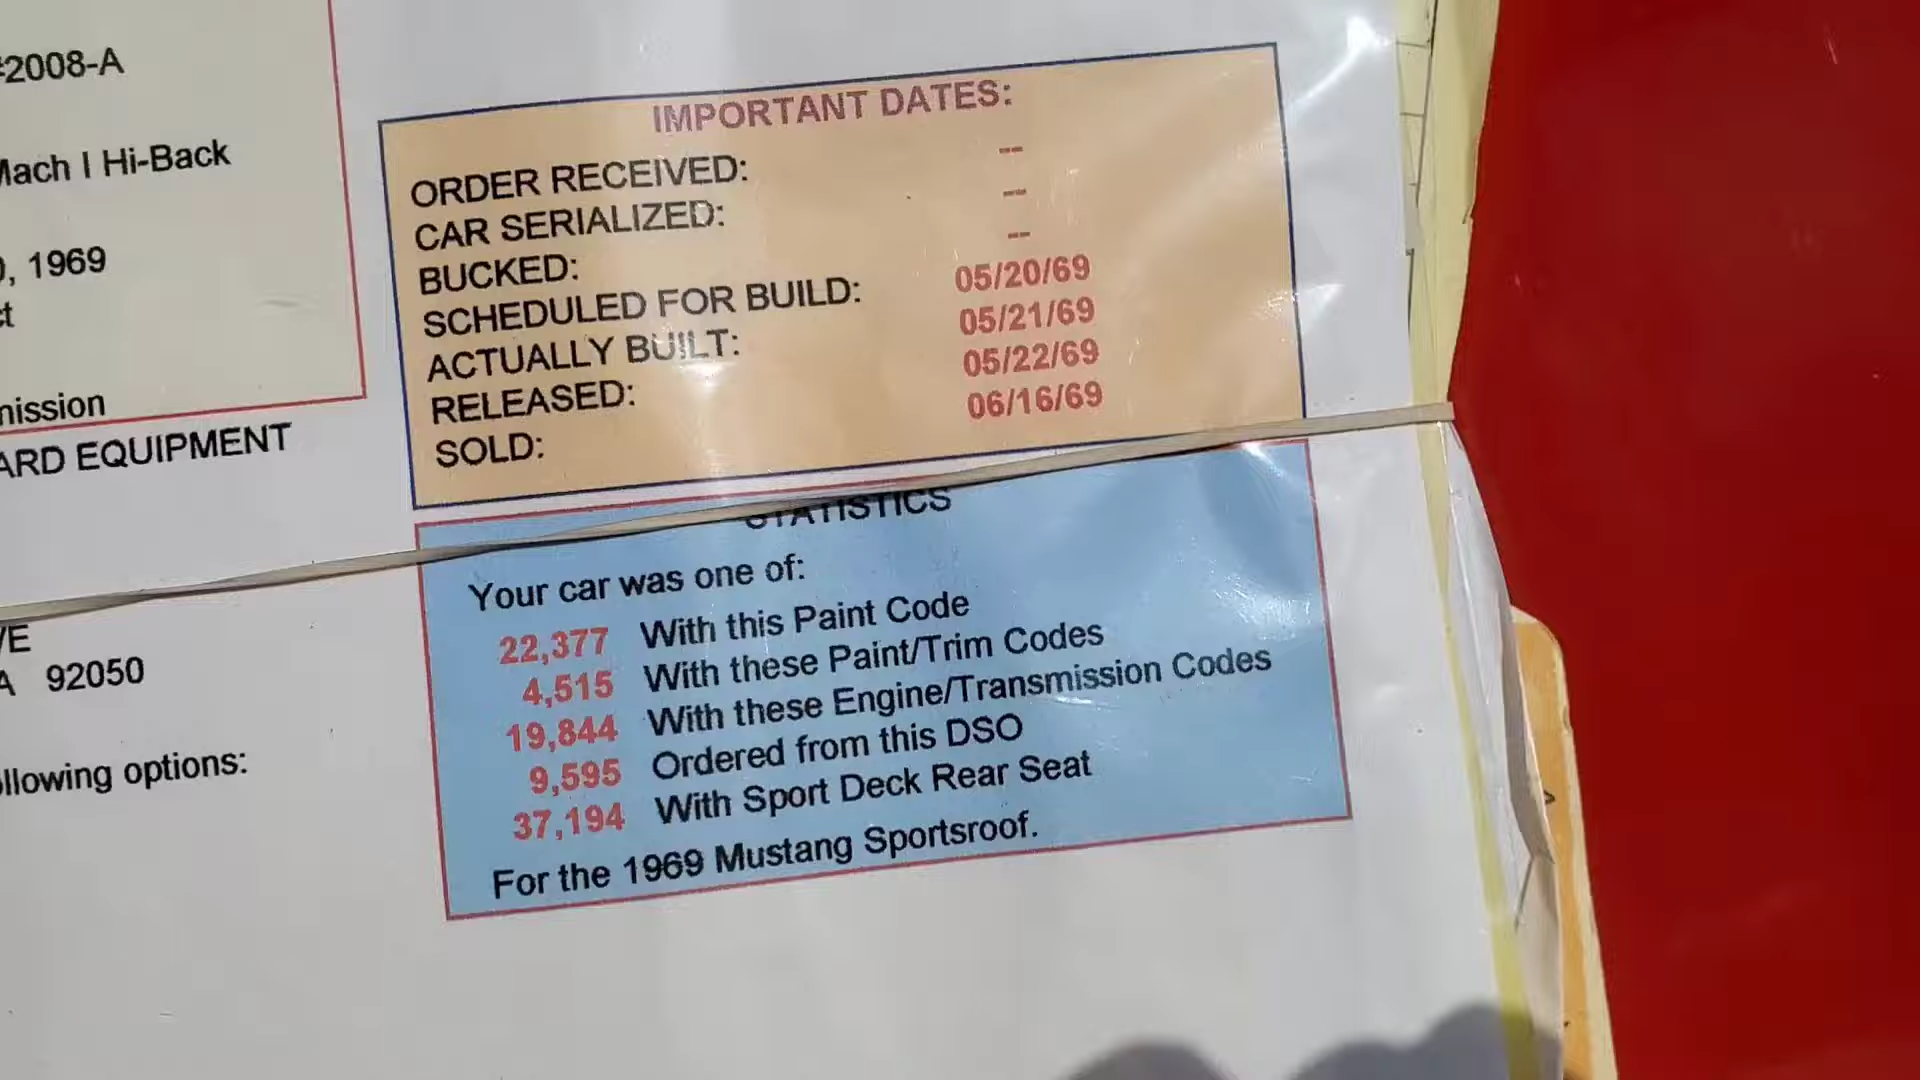 2008-A
Mach I Hi-Back
, 1969
ARD EQUIPMENT
A 92050
following options:
IMPORTANT DATES:
ORDER RECEIVED: --
CAR SERIALIZED: --
BUCKED: --
SCHEDULED FOR BUILD: 05/20/69
ACTUALLY BUILT: 05/21/69
RELEASED: 05/22/69
SOLD: 06/16/69
STATISTICS
Your car was one of:
22,377 With this Paint Code
4,515 With these Paint/Trim Codes
19,844 With these Engine/Transmission Codes
9,595 Ordered from this DSO
37,194 With Sport Deck Rear Seat
For the 1969 Mustang Sportsroof.